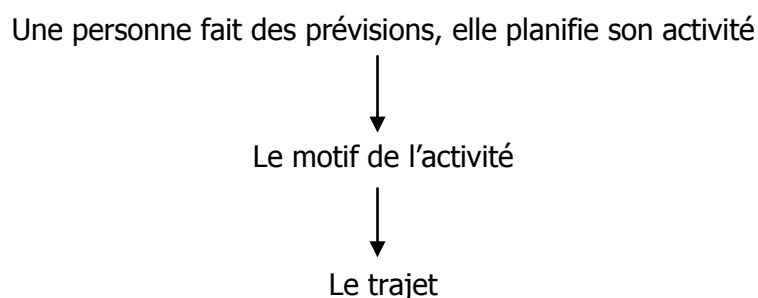 Une personne fait des prévisions, elle planifie son activité
Le motif de l’activité
Le trajet